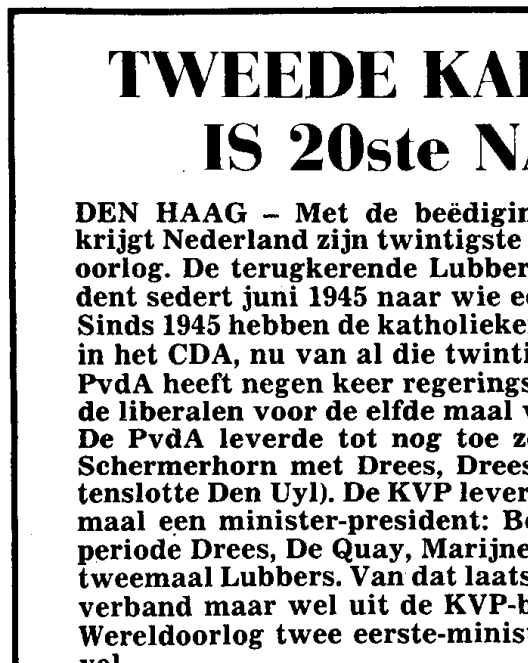 TWEEDE KA
IS 20ste N
DEN HAAG – Met de beëdigin
krijgt Nederland zijn twintigste
oorlog. De terugkerende Lubber
dent sedert juni 1945 naar wie e
Sinds 1945 hebben de katholieke
in het CDA, nu van al die twinti
PvdA heeft negen keer regerings
de liberalen voor de elfde maal v
De PvdA leverde tot nog toe z
Schermerhorn met Drees, Drees
tenslotte Den Uyl). De KVP lever
maal een minister-president: B
periode Drees, De Quay, Marijne
tweemaal Lubbers. Van dat laats
verband maar wel uit de KVP-b
Wereldoorlog twee eerste-minis